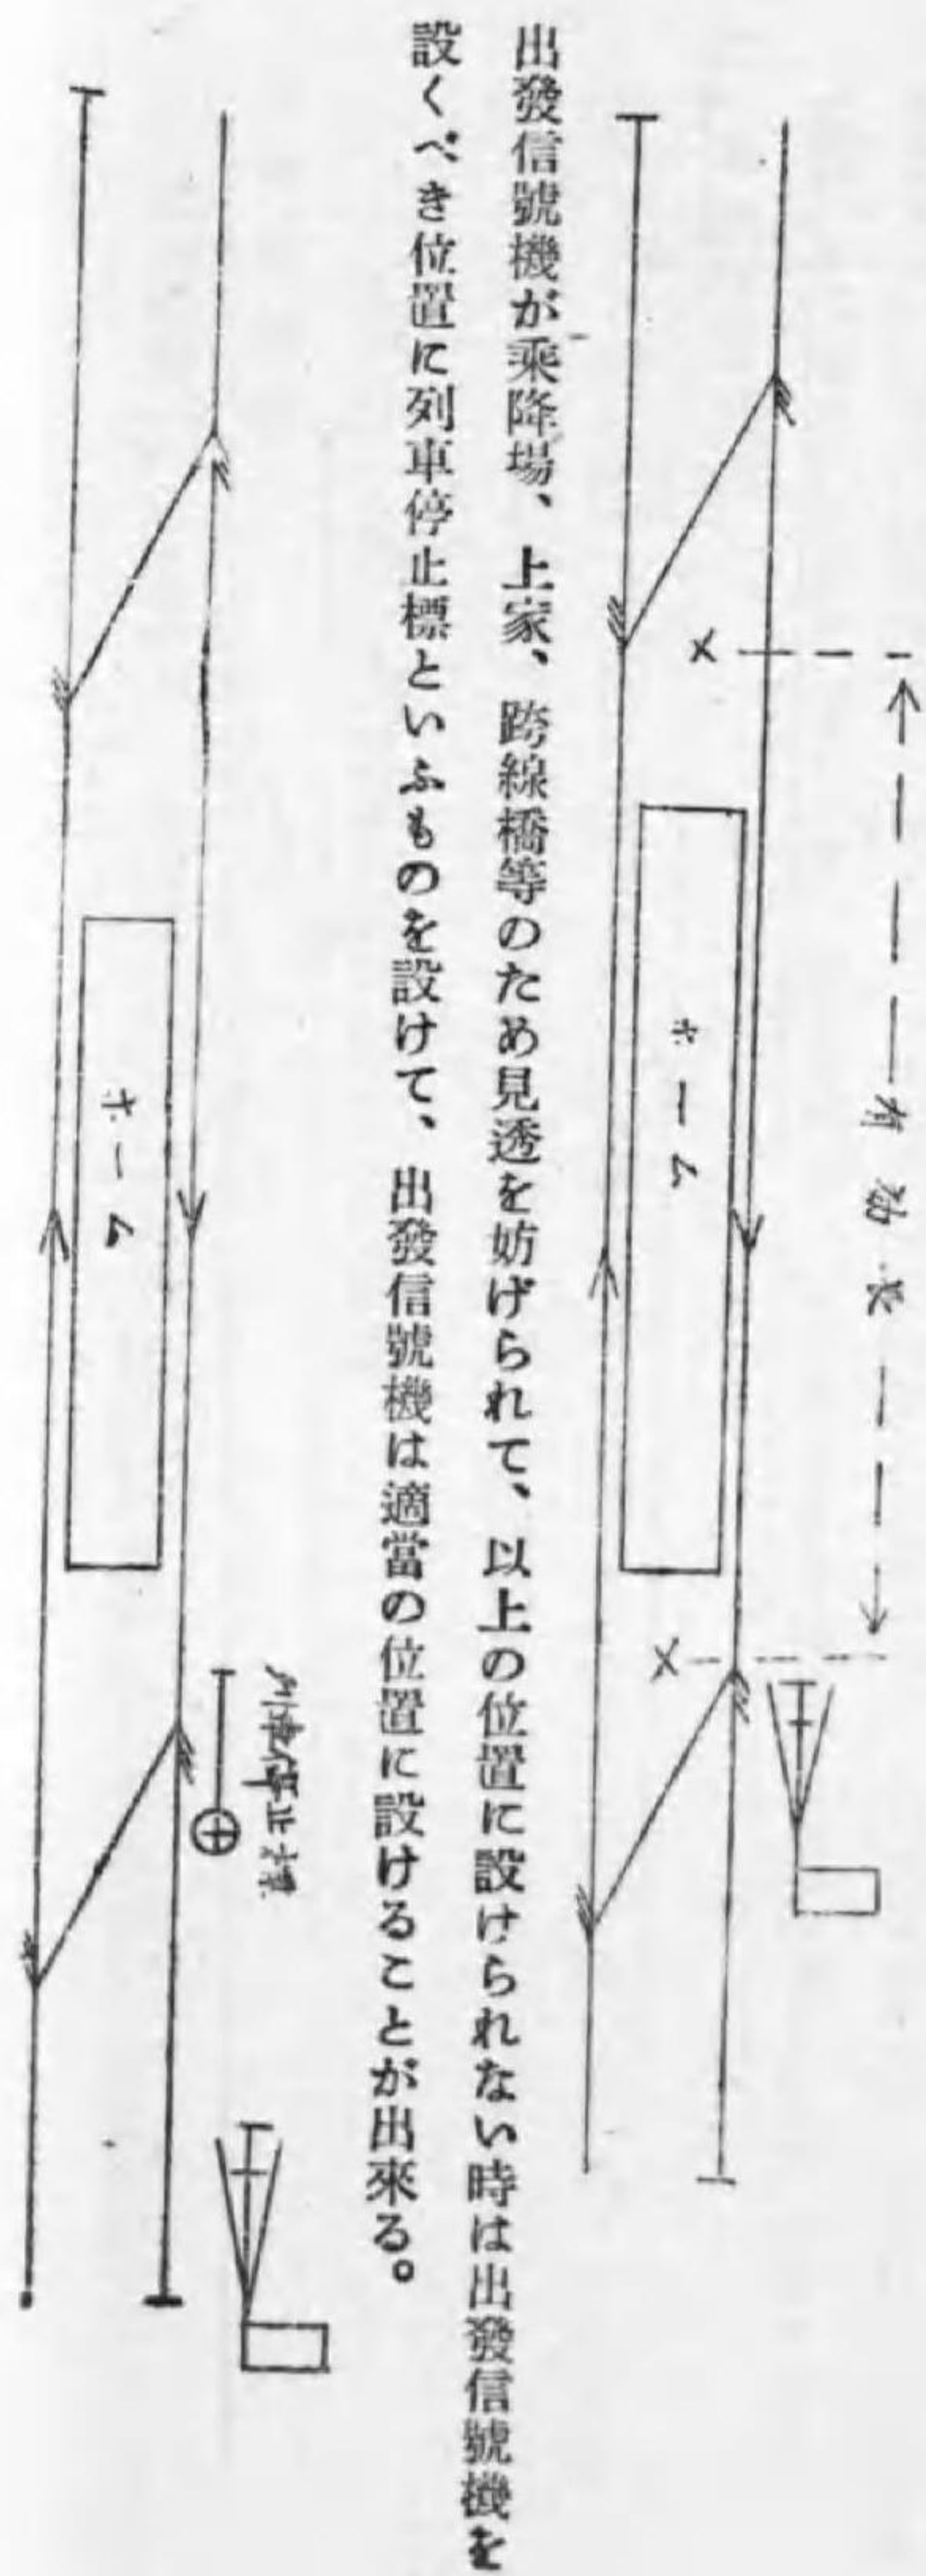 有効長
ホーム
出發信號機が乘降場、上家、跨線橋等のため見透を妨げられて、以上の位置に設けられない時は出發信號機を
設くべき位置に列車停止標といふものを設けて、出發信號機は適當の位置に設けることが出來る。
列車停止標
ホーム